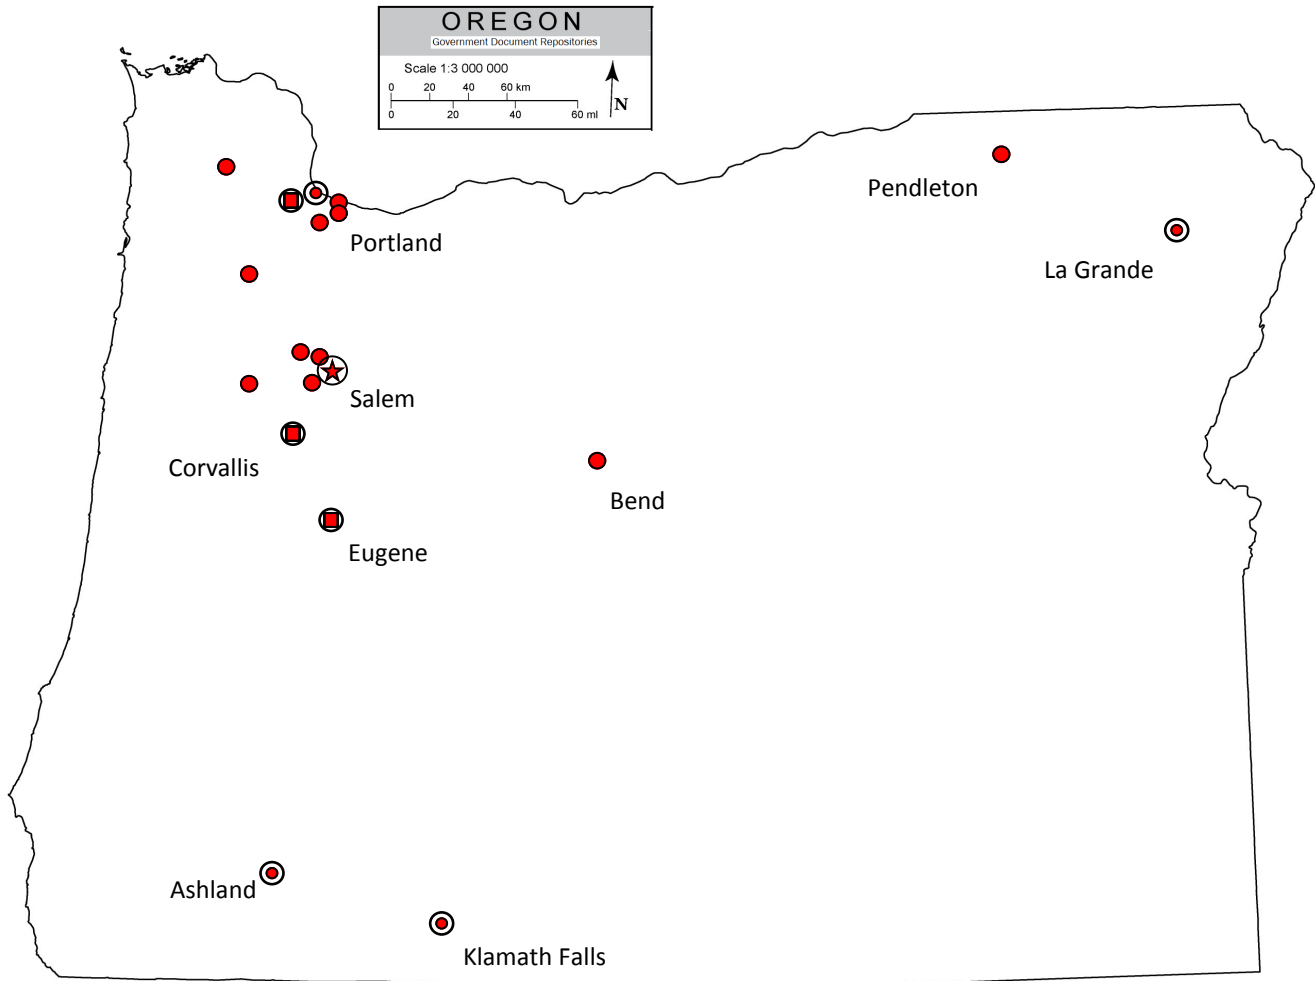 OREGON
Government Document Repositories
Scale 1:3 000 000
0 20 40 60 km
N
0 20 40 60 ml
Pendleton
Portland
La Grande
Salem
Corvallis
Bend
Eugene
Ashland
Klamath Falls